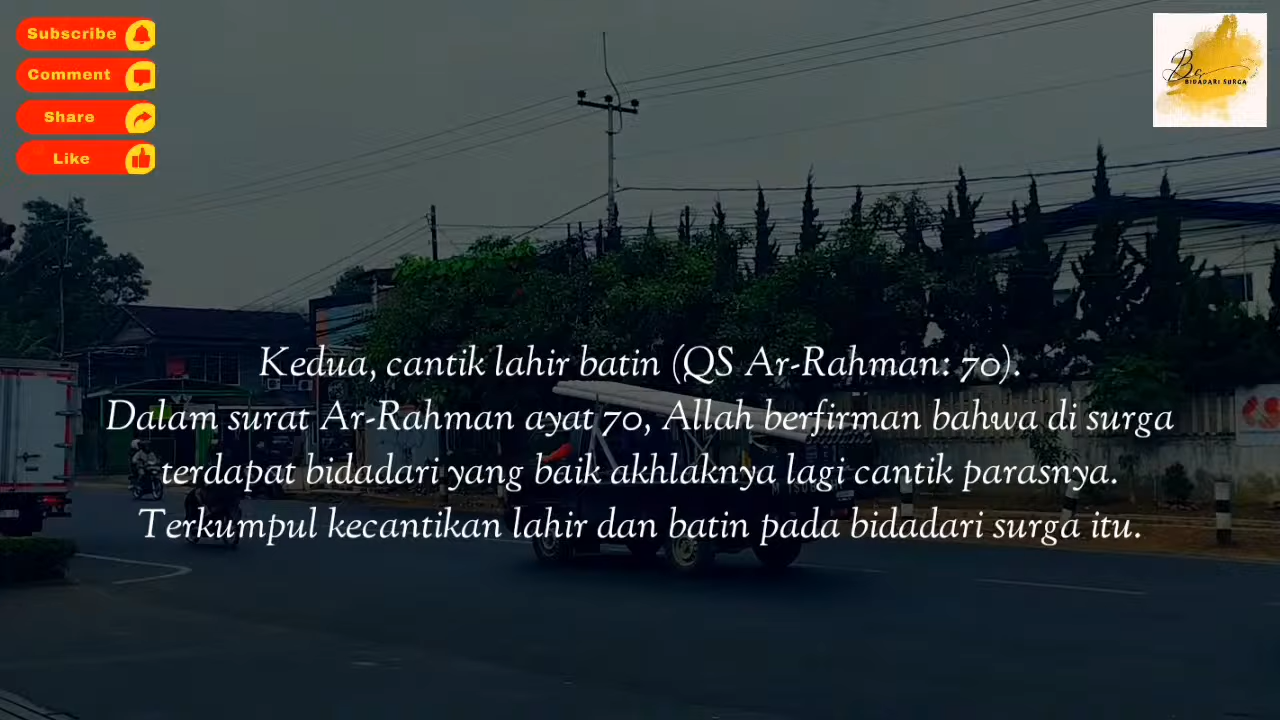 Subscribe
Comment
Share
Like
Bs
BIDADARI SURGA
Kedua, cantik lahir batin (QS Ar-Rahman: 70).
Dalam surat Ar-Rahman ayat 70, Allah berfirman bahwa di surga
terdapat bidadari yang baik akhlaknya lagi cantik parasnya.
Terkumpul kecantikan lahir dan batin pada bidadari surga itu.